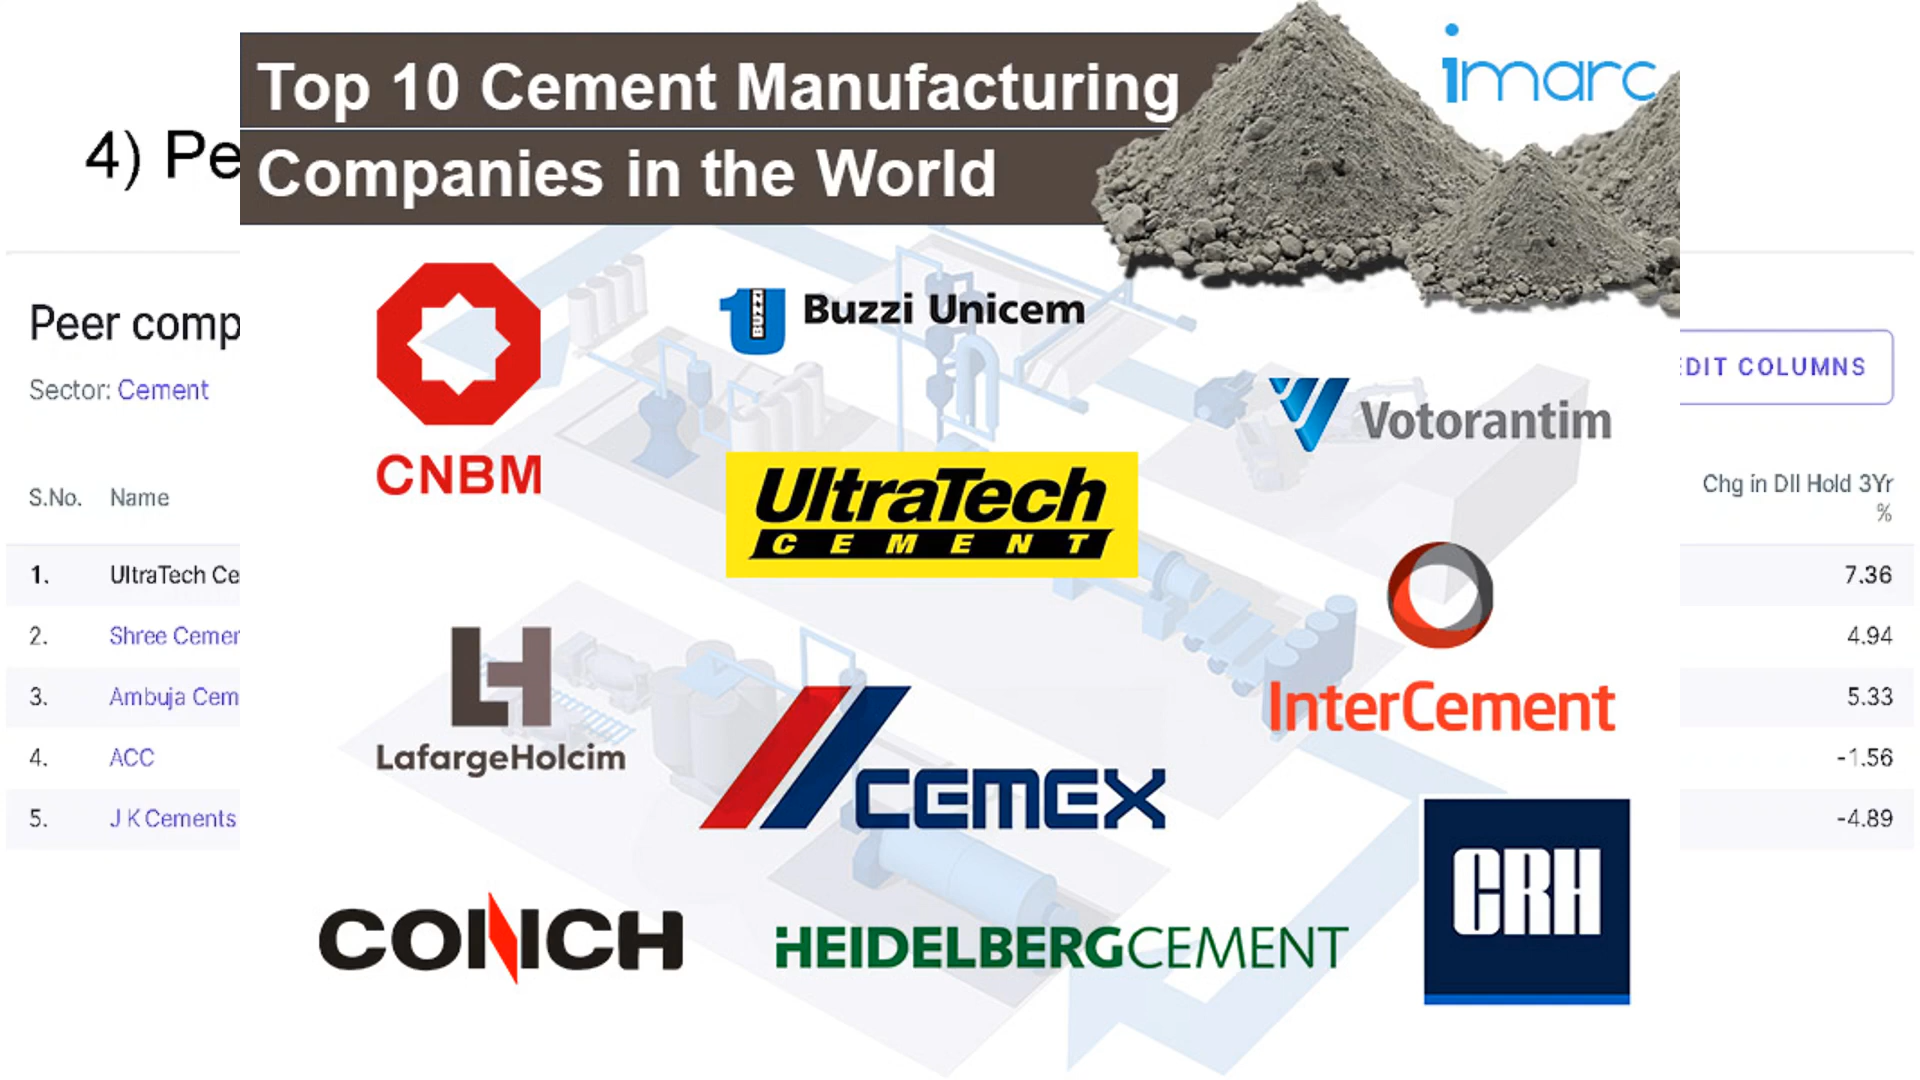 Top 10 Cement Manufacturing
Companies in the World
imarc
4) Pe
Peer comp
Sector: Cement
EDIT COLUMNS
S.No. Name
Chg in DII Hold 3Yr
%
1. UltraTech Ce 7.36
2. Shree Cemen 4.94
3. Ambuja Cem 5.33
4. ACC -1.56
5. J K Cements -4.89
CNBM
BUZZI
Buzzi Unicem
Votorantim
UltraTech
CEMENT
InterCement
LafargeHolcim
CEMEX
CONCH
HEIDELBERGCEMENT
CRH